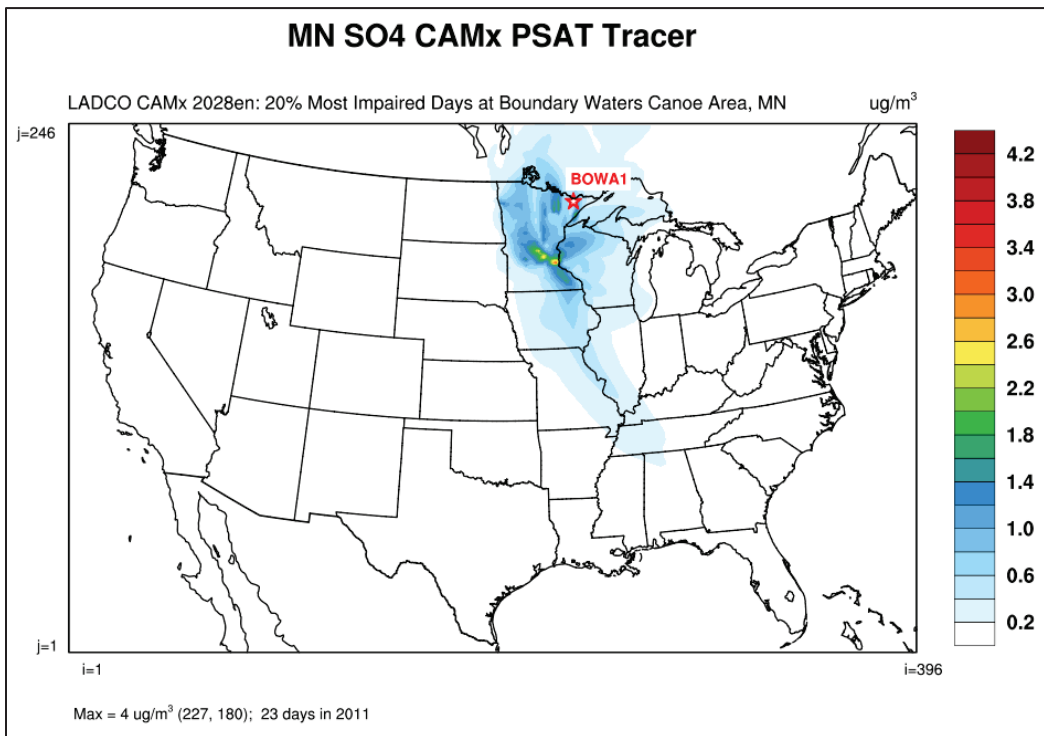 MN SO4 CAMx PSAT Tracer
LADCO CAMx 2028en: 20% Most Impaired Days at Boundary Waters Canoe Area, MN
ug/m³
j=246
BOWA1
4.2
3.8
3.4
3.0
2.6
2.2
1.8
1.4
1.0
0.6
0.2
j=1
i=1
i=396
Max = 4 ug/m³ (227, 180); 23 days in 2011